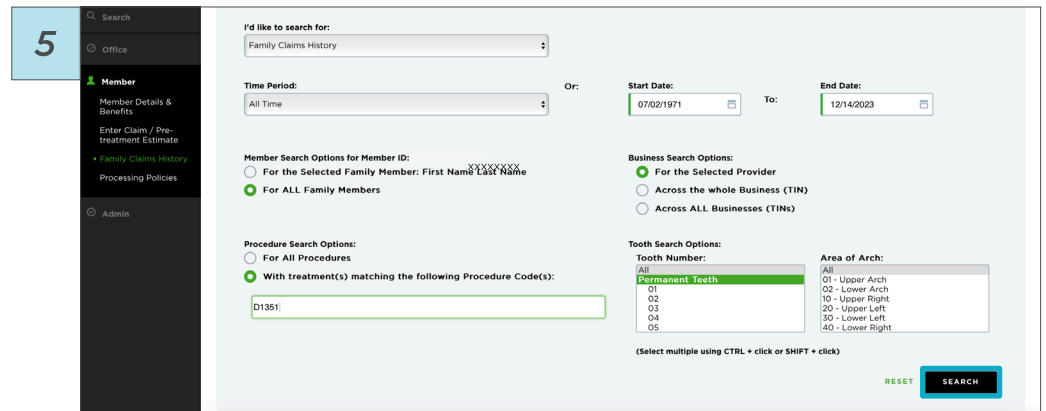 5
Search
Office
Member
Member Details &
Benefits
Enter Claim / Pre-
treatment Estimate
Family Claims History
Processing Policies
Admin
I'd like to search for:
Family Claims History
Time Period:
Or:
Start Date:
End Date:
All Time
07/02/1971
To:
12/14/2023
Member Search Options for Member ID:
XXXXXXXX
For the Selected Family Member: First Name Last Name
For ALL Family Members
Business Search Options:
For the Selected Provider
Across the whole Business (TIN)
Across ALL Businesses (TINs)
Procedure Search Options:
For All Procedures
With treatment(s) matching the following Procedure Code(s):
D1351
Tooth Search Options:
Tooth Number:
All
Permanent Teeth
01
02
03
04
05
Area of Arch:
All
01 - Upper Arch
02 - Lower Arch
10 - Upper Right
20 - Upper Left
30 - Lower Left
40 - Lower Right
(Select multiple using CTRL + click or SHIFT + click)
RESET
SEARCH